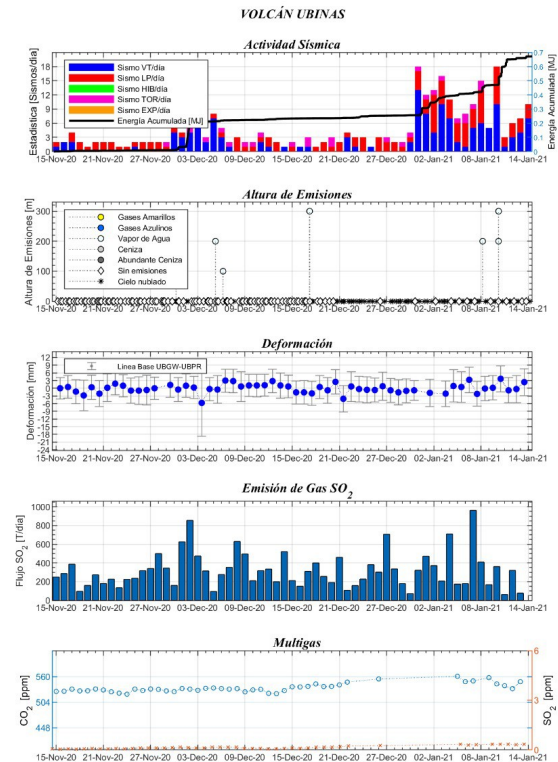 VOLCÁN UBINAS
Actividad Sísmica
Estadística [Sismos/día]
18
15
12
9
6
3
0
Sismo VT/día
Sismo LP/día
Sismo HIB/día
Sismo TOR/día
Sismo EXP/día
Energía Acumulada [MJ]
0.7
0.6
0.5
0.4
0.3
0.2
0.1
0
Energía Acumulada [MJ]
15-Nov-20 21-Nov-20 27-Nov-20 03-Dec-20 09-Dec-20 15-Dec-20 21-Dec-20 27-Dec-20 02-Jan-21 08-Jan-21 14-Jan-21
Altura de Emisiones
Altura de Emisiones [m]
300
200
100
0
Gases Amarillos
Gases Azulinos
Vapor de Agua
Ceniza
Abundante Ceniza
Sin emisiones
Cielo nublado
15-Nov-20 21-Nov-20 27-Nov-20 03-Dec-20 09-Dec-20 15-Dec-20 21-Dec-20 27-Dec-20 02-Jan-21 08-Jan-21 14-Jan-21
Deformación
Deformación [mm]
12
9
6
3
0
-3
-6
-9
-12
-15
-18
-21
-24
Linea Base UBGW-UBPR
15-Nov-20 21-Nov-20 27-Nov-20 03-Dec-20 09-Dec-20 15-Dec-20 21-Dec-20 27-Dec-20 02-Jan-21 08-Jan-21 14-Jan-21
Emisión de Gas SO2
Flujo SO2 [T/día]
1000
800
600
400
200
0
15-Nov-20 21-Nov-20 27-Nov-20 03-Dec-20 09-Dec-20 15-Dec-20 21-Dec-20 27-Dec-20 02-Jan-21 08-Jan-21 14-Jan-21
Multigas
CO2 [ppm]
560
504
448
6
3
0
SO2 [ppm]
15-Nov-20 21-Nov-20 27-Nov-20 03-Dec-20 09-Dec-20 15-Dec-20 21-Dec-20 27-Dec-20 02-Jan-21 08-Jan-21 14-Jan-21